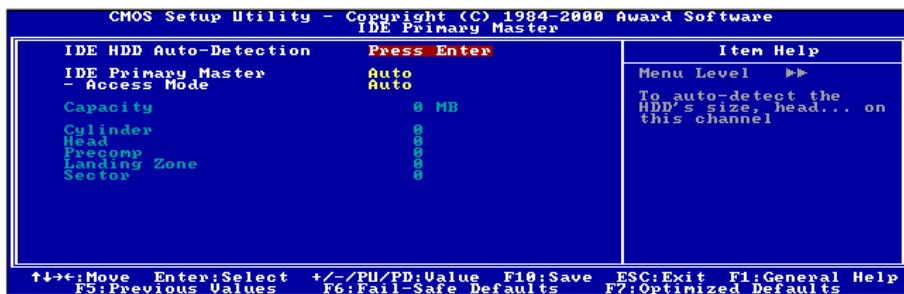 CMOS Setup Utility - Copyright (C) 1984-2000 Award Software
IDE Primary Master
IDE HDD Auto-Detection Press Enter
IDE Primary Master Auto
- Access Mode Auto
Capacity 0 MB
Cylinder 0
Head 0
Precomp 0
Landing Zone 0
Sector 0
Item Help
Menu Level ▸▸
To auto-detect the
HDD's size, head... on
this channel
↑↓→←:Move Enter:Select +/-/PU/PD:Value F10:Save ESC:Exit F1:General Help
F5:Previous Values F6:Fail-Safe Defaults F7:Optimized Defaults